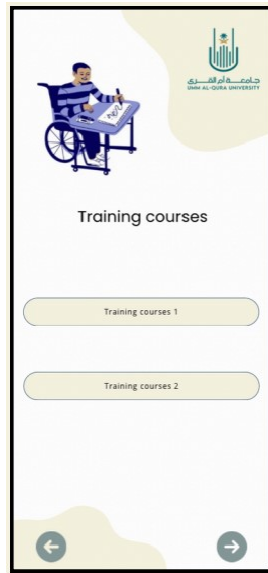 جامعة أم القرى
UMM AL-QURA UNIVERSITY
Training courses
Training courses 1
Training courses 2